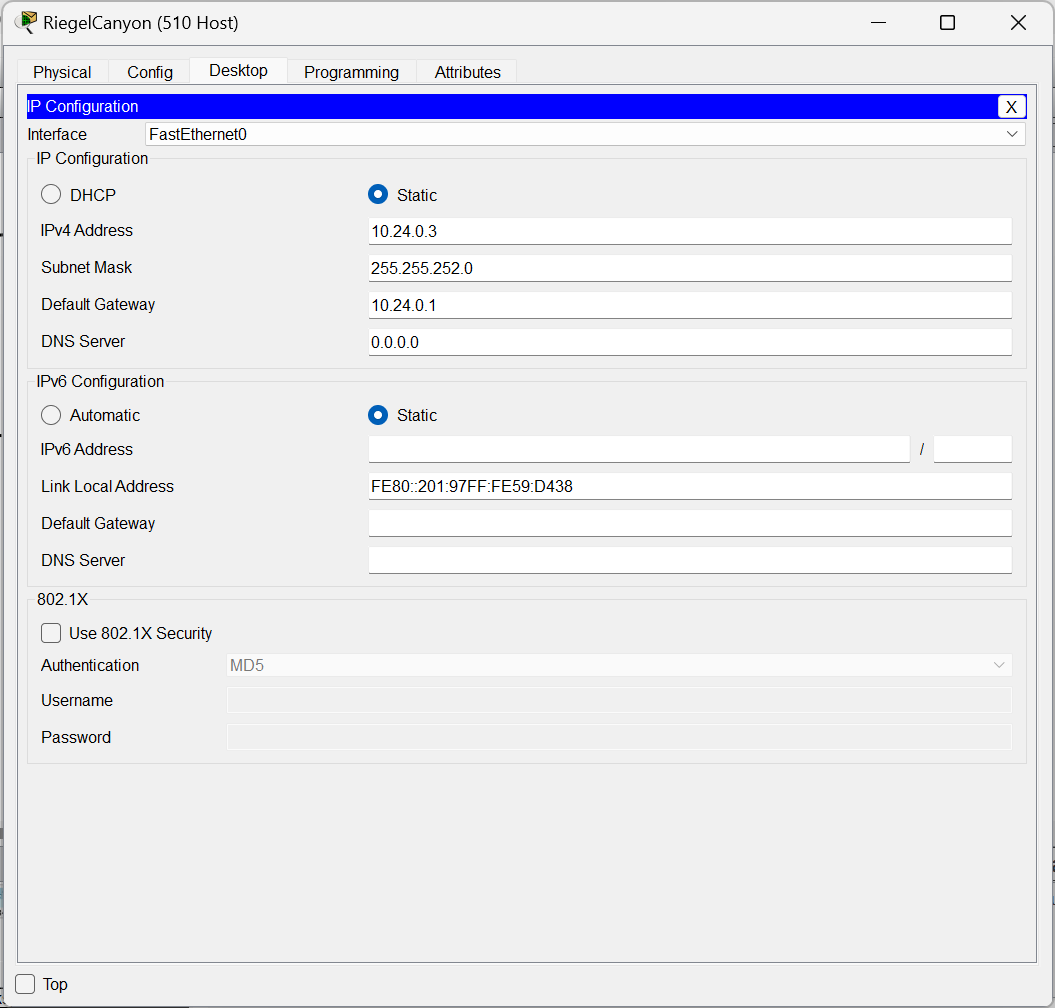 RiegelCanyon (510 Host)
Physical Config Desktop Programming Attributes
IP Configuration X
Interface FastEthernet0
IP Configuration
DHCP Static
IPv4 Address 10.24.0.3
Subnet Mask 255.255.252.0
Default Gateway 10.24.0.1
DNS Server 0.0.0.0
IPv6 Configuration
Automatic Static
IPv6 Address /
Link Local Address FE80::201:97FF:FE59:D438
Default Gateway
DNS Server
802.1X
Use 802.1X Security
Authentication MD5
Username
Password
Top